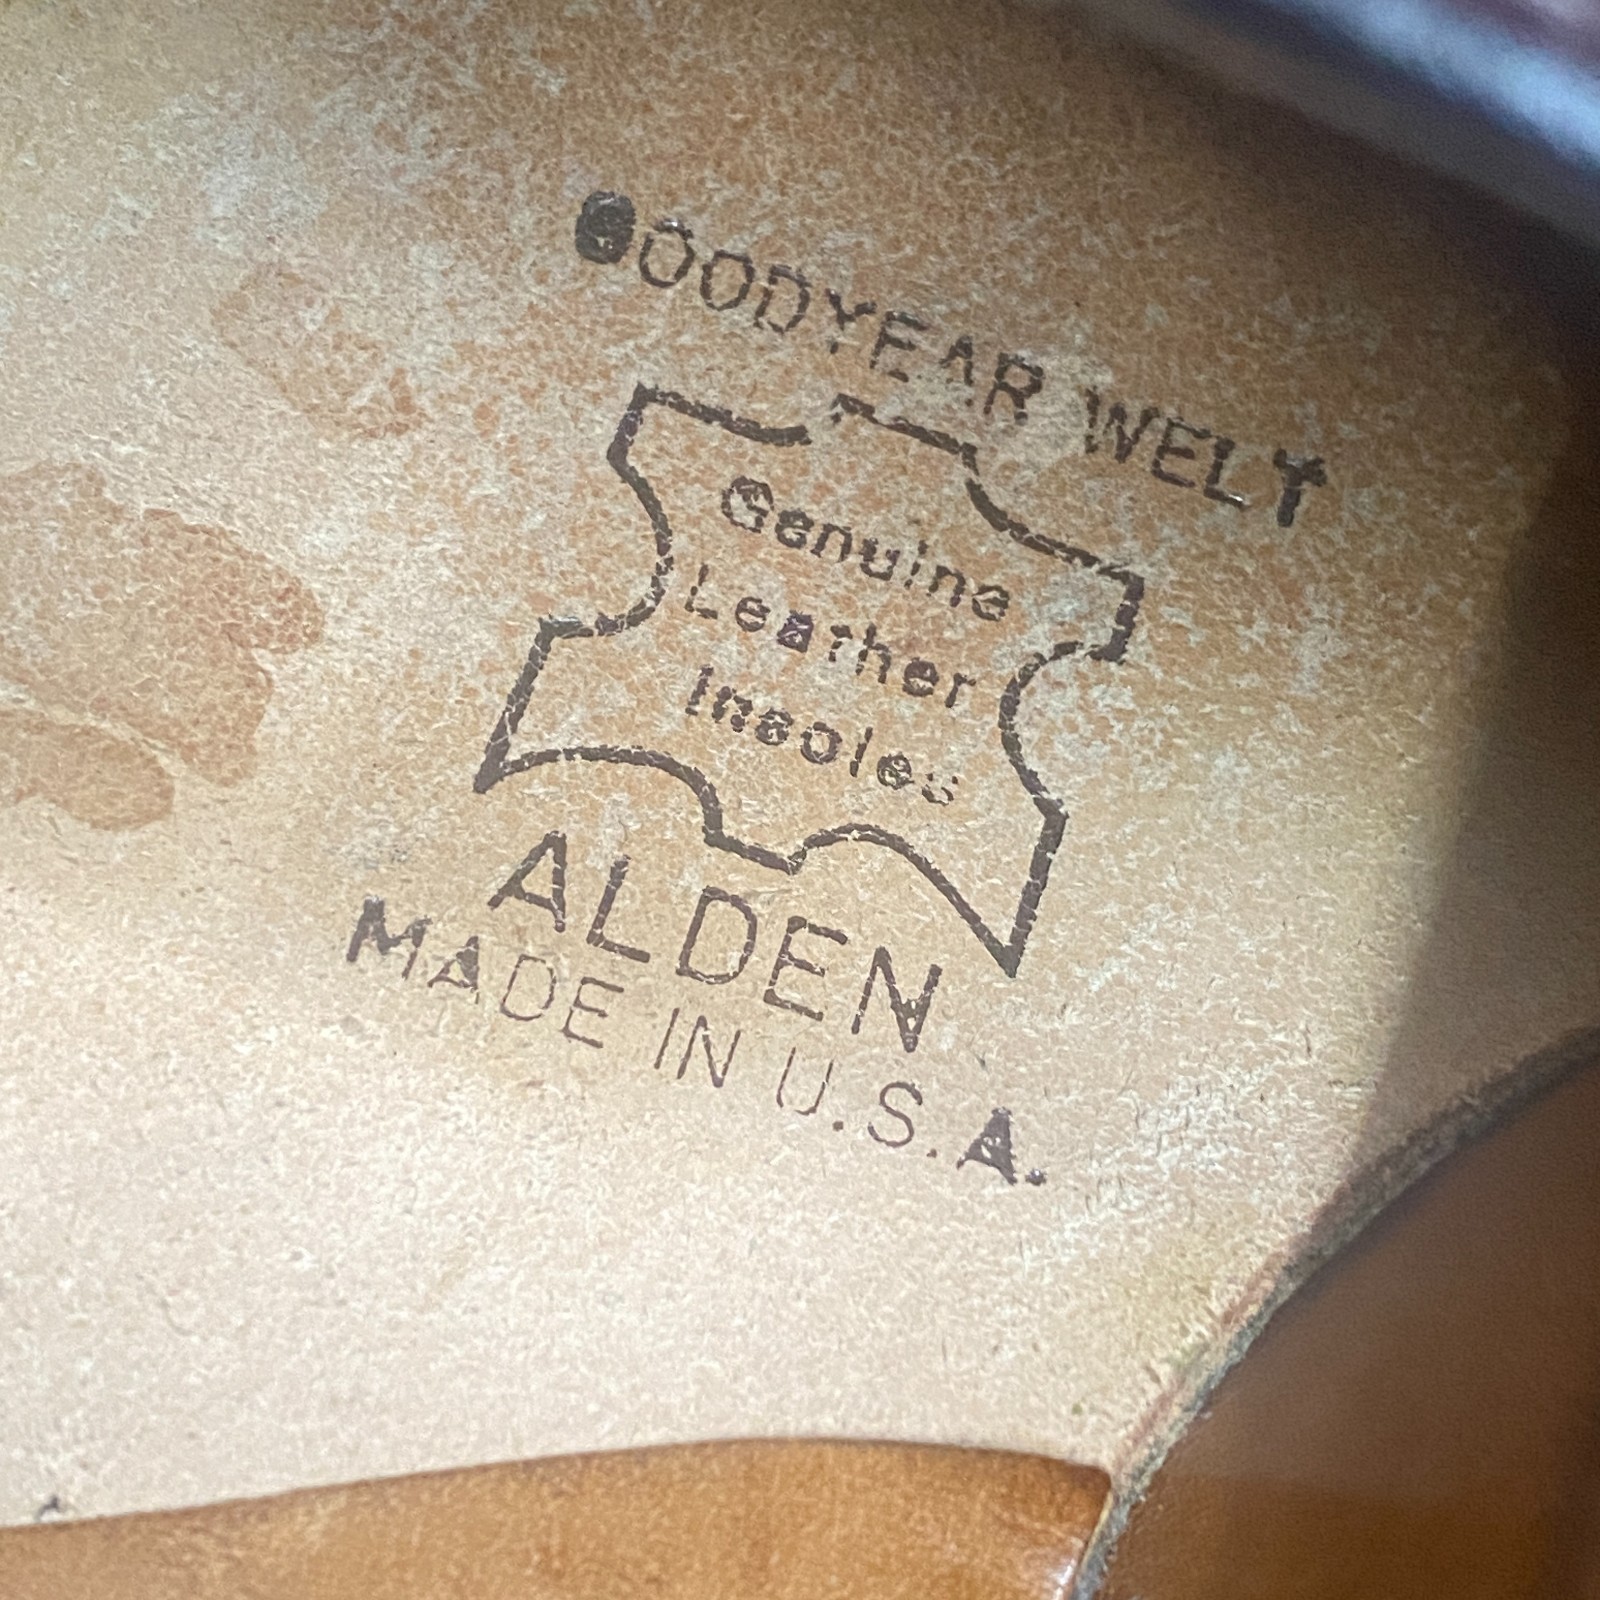 GOODYEAR WELT
Genuine
Leather
Insoles
ALDEN
MADE IN U.S.A.